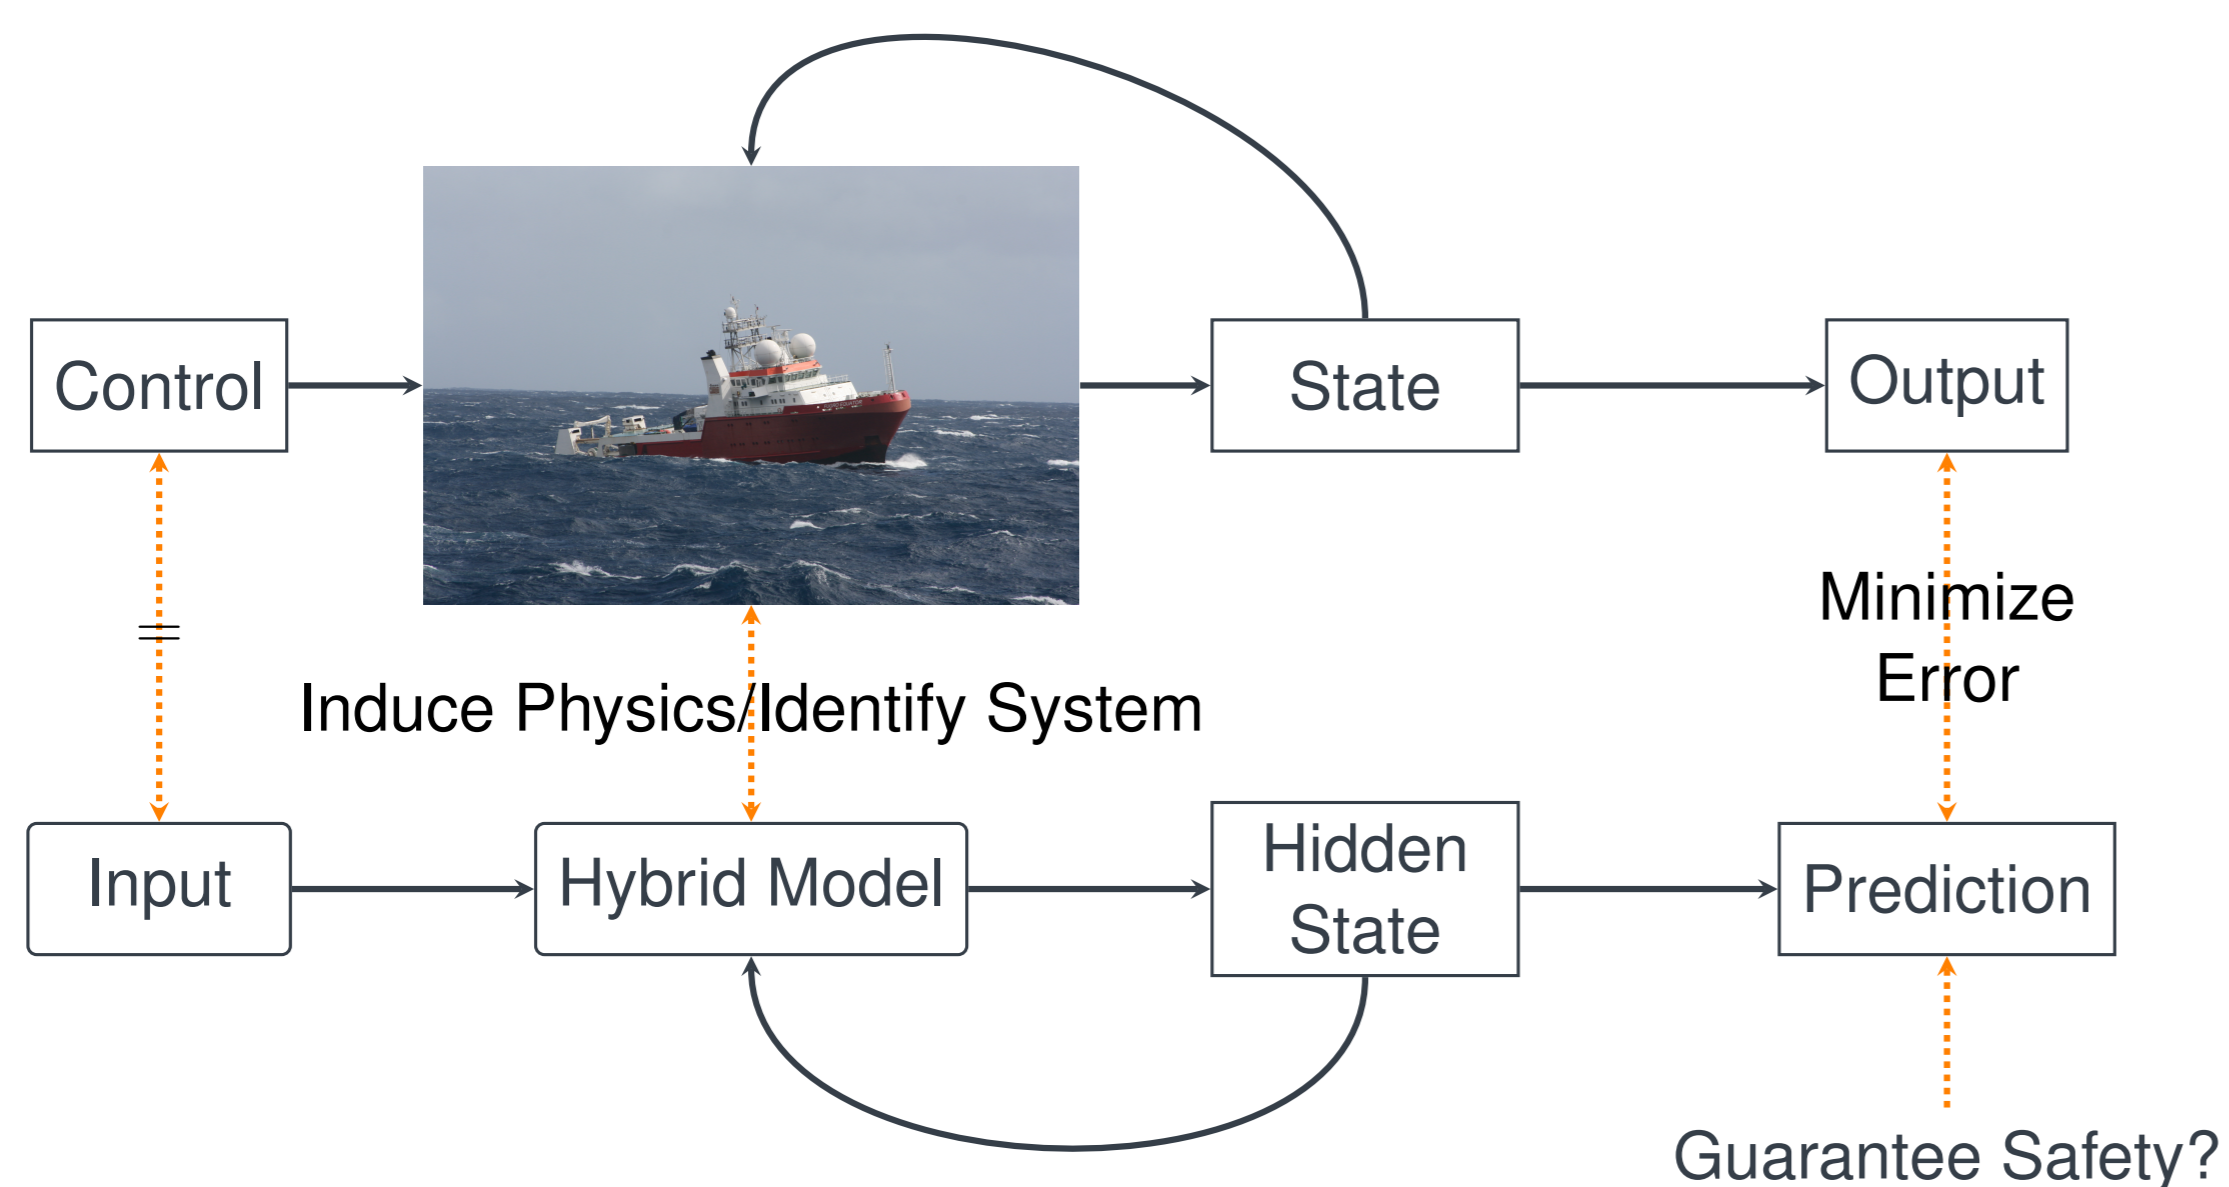 Control
State
Output
Minimize
Error
Induce Physics/Identify System
Input
Hybrid Model
Hidden
State
Prediction
Guarantee Safety?